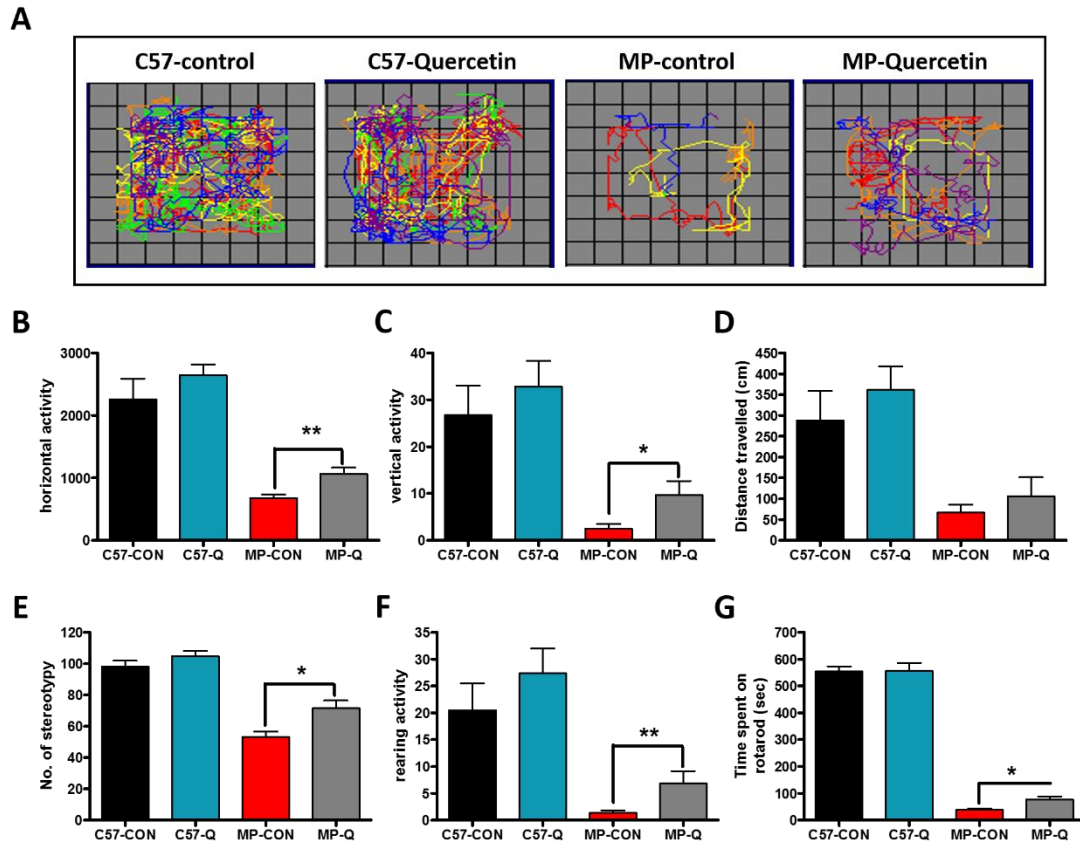 A
C57-control C57-Quercetin MP-control MP-Quercetin
B
horizontal activity
3000
2000
1000
0
**
C57-CON C57-Q MP-CON MP-Q
C
vertical activity
40
30
20
10
0
*
C57-CON C57-Q MP-CON MP-Q
D
Distance travelled (cm)
450
400
350
300
250
200
150
100
50
0
C57-CON C57-Q MP-CON MP-Q
E
No. of stereotypy
120
100
80
60
40
20
0
*
C57-CON C57-Q MP-CON MP-Q
F
rearing activity
35
30
25
20
15
10
5
0
**
C57-CON C57-Q MP-CON MP-Q
G
Time spent on
rotarod (sec)
700
600
500
400
300
200
100
0
*
C57-CON C57-Q MP-CON MP-Q